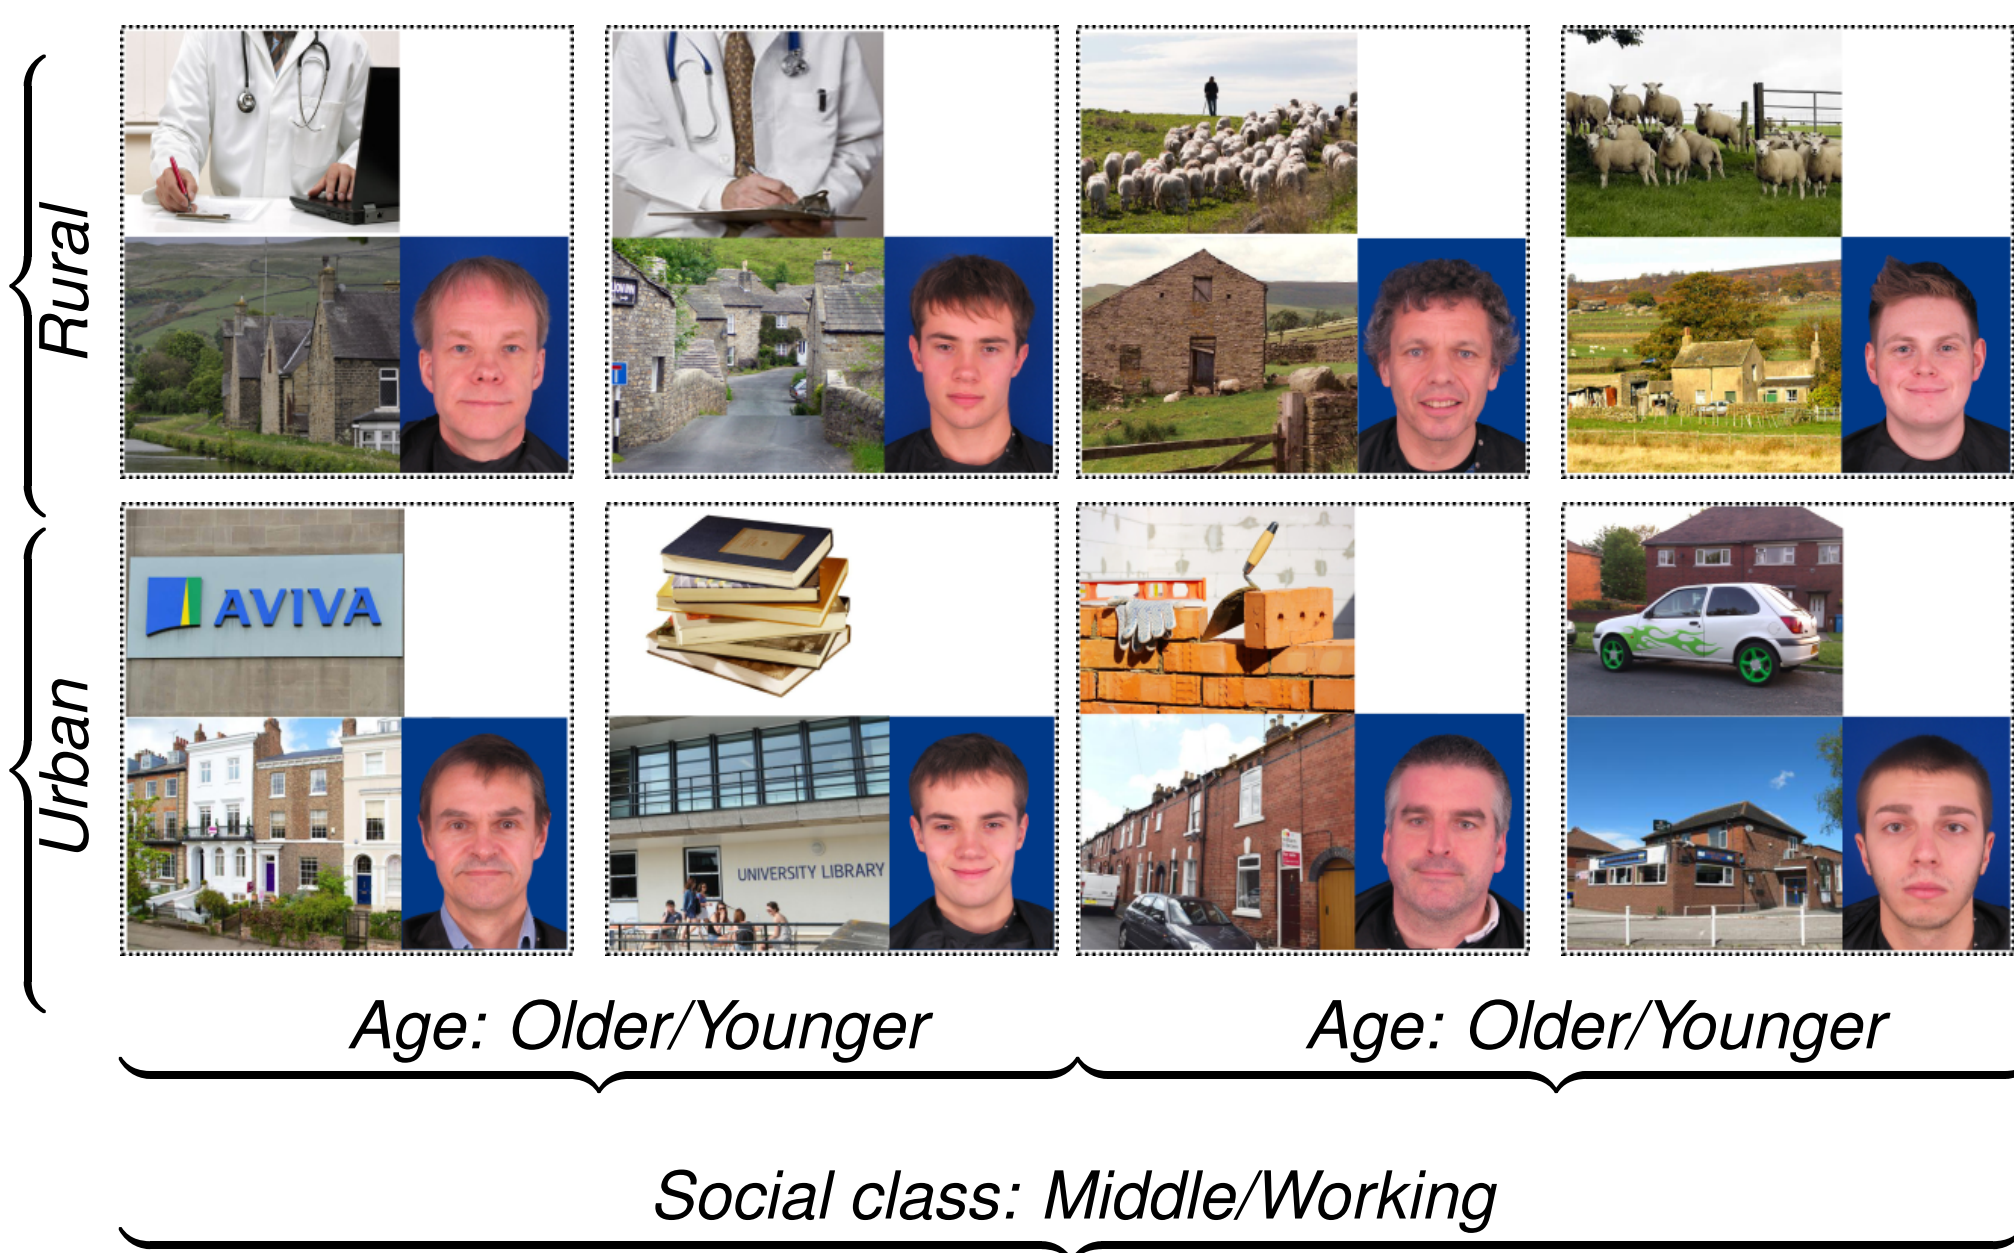 Rural
Urban
AVIVA
UNIVERSITY LIBRARY
Age: Older/Younger
Age: Older/Younger
Social class: Middle/Working